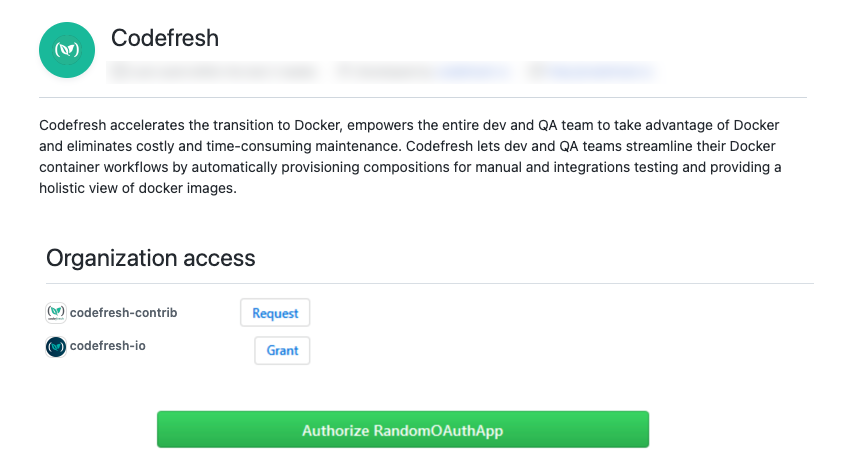 Codefresh
Codefresh accelerates the transition to Docker, empowers the entire dev and QA team to take advantage of Docker
and eliminates costly and time-consuming maintenance. Codefresh lets dev and QA teams streamline their Docker
container workflows by automatically provisioning compositions for manual and integrations testing and providing a
holistic view of docker images.
Organization access
codefresh-contrib Request
codefresh-io Grant
Authorize RandomOAuthApp